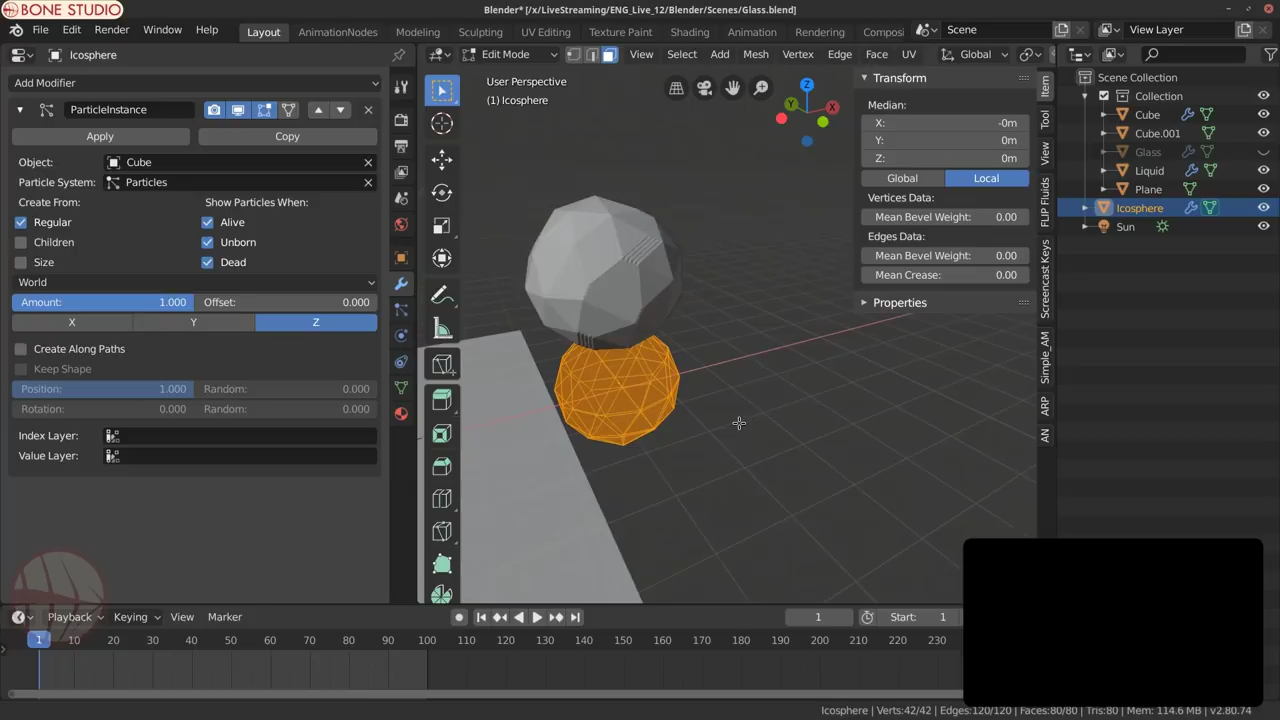 BONE STUDIO
Blender* [/x/LiveStreaming/ENG_Live_12/Blender/Scenes/Glass.blend]
File Edit Render Window Help
Layout AnimationNodes Modeling Sculpting UV Editing Texture Paint Shading Animation Rendering Composi
Scene
View Layer
Icosphere
Edit Mode
View Select Add Mesh Vertex Edge Face UV
Global
Add Modifier
ParticleInstance
Apply
Copy
Object:
Cube
Particle System:
Particles
Create From:
Show Particles When:
Regular
Alive
Children
Unborn
Size
Dead
World
Amount: 1.000
Offset: 0.000
X
Y
Z
Create Along Paths
Keep Shape
Position: 1.000
Random: 0.000
Rotation: 0.000
Random: 0.000
Index Layer:
Value Layer:
User Perspective
(1) Icosphere
Z
Y
X
Transform
Median:
X: -0m
Y: 0m
Z: 0m
Global
Local
Vertices Data:
Mean Bevel Weight: 0.00
Edges Data:
Mean Bevel Weight: 0.00
Mean Crease: 0.00
Properties
Item
Tool
View
FLIP Fluids
Screencast Keys
Simple_AM
ARP
AN
Scene Collection
Collection
Cube
Cube.001
Glass
Liquid
Plane
Icosphere
Sun
Playback Keying View Marker
1
Start: 1
1 10 20 30 40 50 60 70 80 90 100 110 120 130 140 150 160 170 180 190 200 210 220 230
Icosphere | Verts:42/42 | Edges:120/120 | Faces:80/80 | Tris:80 | Mem: 114.6 MB | v2.80.74